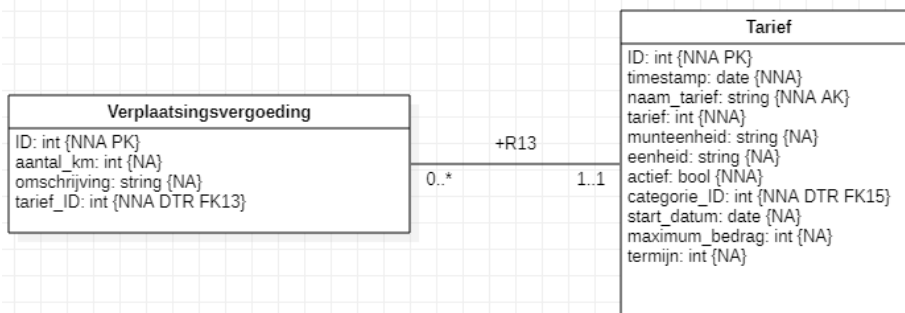 Tarief
ID: int {NNA PK}
timestamp: date {NNA}
naam_tarief: string {NNA AK}
tarief: int {NNA}
munteenheid: string {NA}
eenheid: string {NA}
actief: bool {NNA}
categorie_ID: int {NNA DTR FK15}
start_datum: date {NA}
maximum_bedrag: int {NA}
termijn: int {NA}
Verplaatsingsvergoeding
ID: int {NNA PK}
aantal_km: int {NA}
omschrijving: string {NA}
tarief_ID: int {NNA DTR FK13}
+R13
0..*
1..1